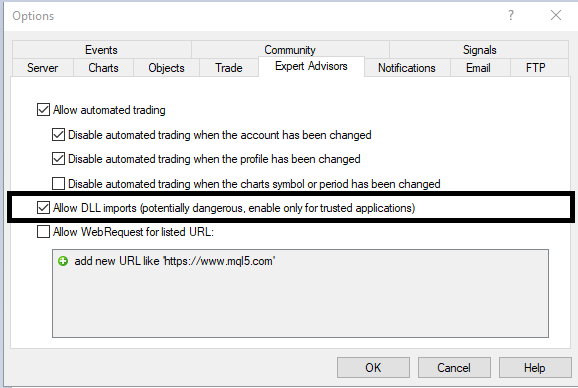 Options
Events Community Signals
Server Charts Objects Trade Expert Advisors Notifications Email FTP
Allow automated trading
Disable automated trading when the account has been changed
Disable automated trading when the profile has been changed
Disable automated trading when the charts symbol or period has been changed
Allow DLL imports (potentially dangerous, enable only for trusted applications)
Allow WebRequest for listed URL:
add new URL like 'https://www.mql5.com'
OK Cancel Help